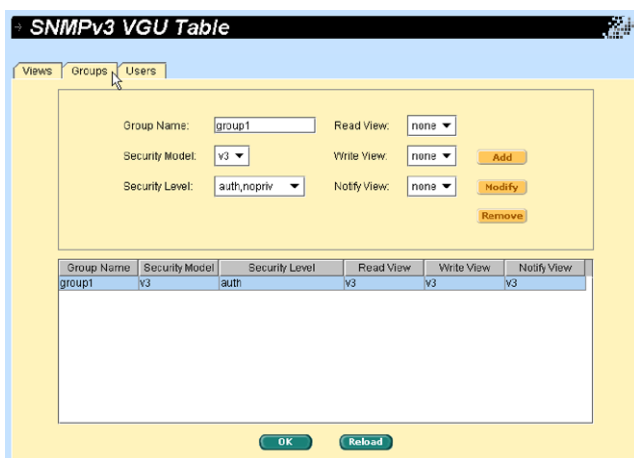 SNMPv3 VGU Table
Views Groups Users
Group Name: group1 Read View: none
Security Model: v3 Write View: none Add
Security Level: auth,nopriv Notify View: none Modify
Remove
Group Name Security Model Security Level Read View Write View Notify View
group1 v3 auth v3 v3 v3
OK Reload